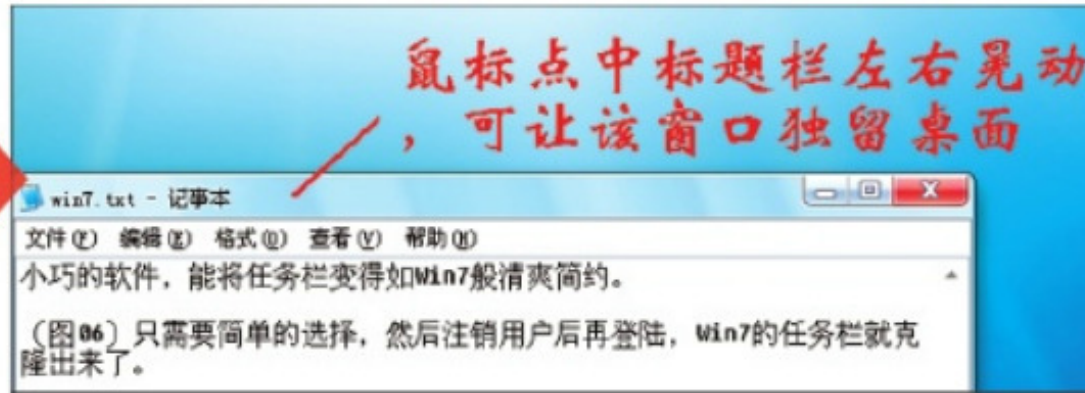 鼠标点中标题栏左右晃动
，可让该窗口独留桌面
win7.txt - 记事本
文件(F) 编辑(E) 格式(O) 查看(V) 帮助(H)
小巧的软件，能将任务栏变得如Win7般清爽简约。
（图06）只需要简单的选择，然后注销用户后再登陆，Win7的任务栏就克
隆出来了。